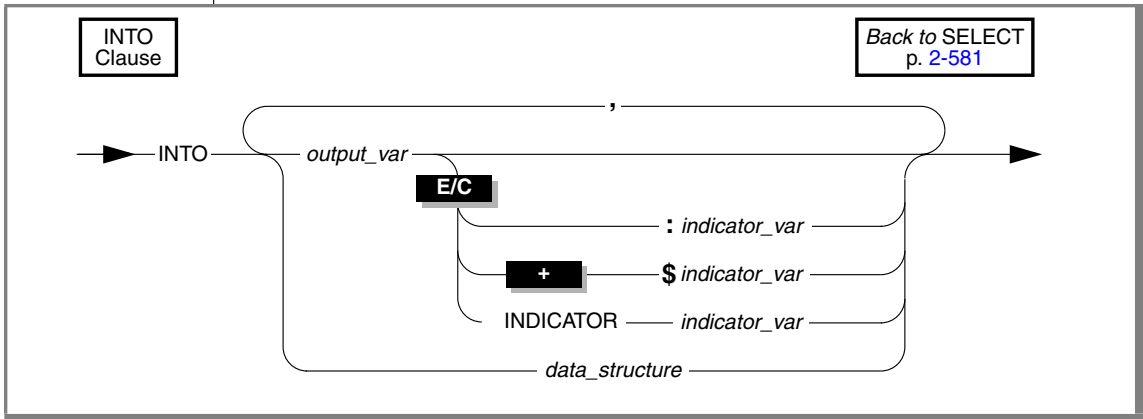 INTO
Clause
Back to SELECT
p. 2-581
,
INTO
output_var
E/C
: indicator_var
+
$ indicator_var
INDICATOR
indicator_var
data_structure